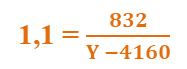 1,1 = 832 / Y −4160